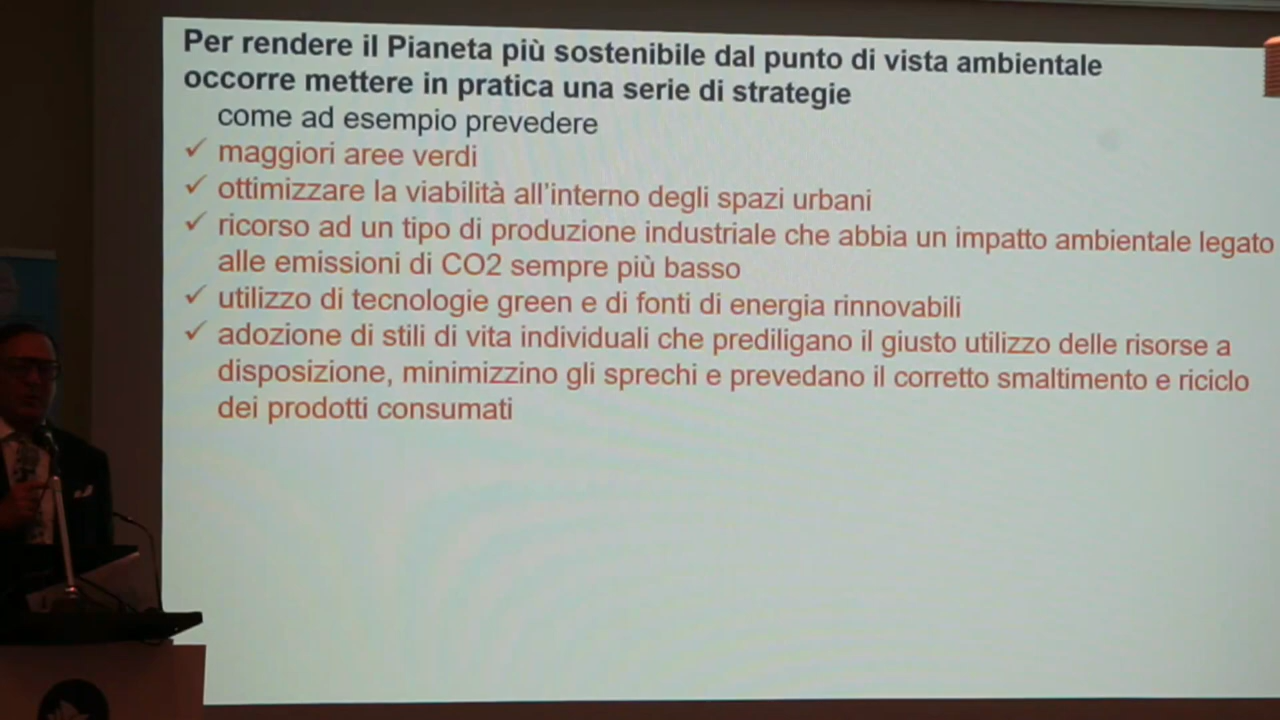 Per rendere il Pianeta più sostenibile dal punto di vista ambientale
occorre mettere in pratica una serie di strategie
come ad esempio prevedere
✓ maggiori aree verdi
✓ ottimizzare la viabilità all'interno degli spazi urbani
✓ ricorso ad un tipo di produzione industriale che abbia un impatto ambientale legato
alle emissioni di CO2 sempre più basso
✓ utilizzo di tecnologie green e di fonti di energia rinnovabili
✓ adozione di stili di vita individuali che prediligano il giusto utilizzo delle risorse a
disposizione, minimizzino gli sprechi e prevedano il corretto smaltimento e riciclo
dei prodotti consumati